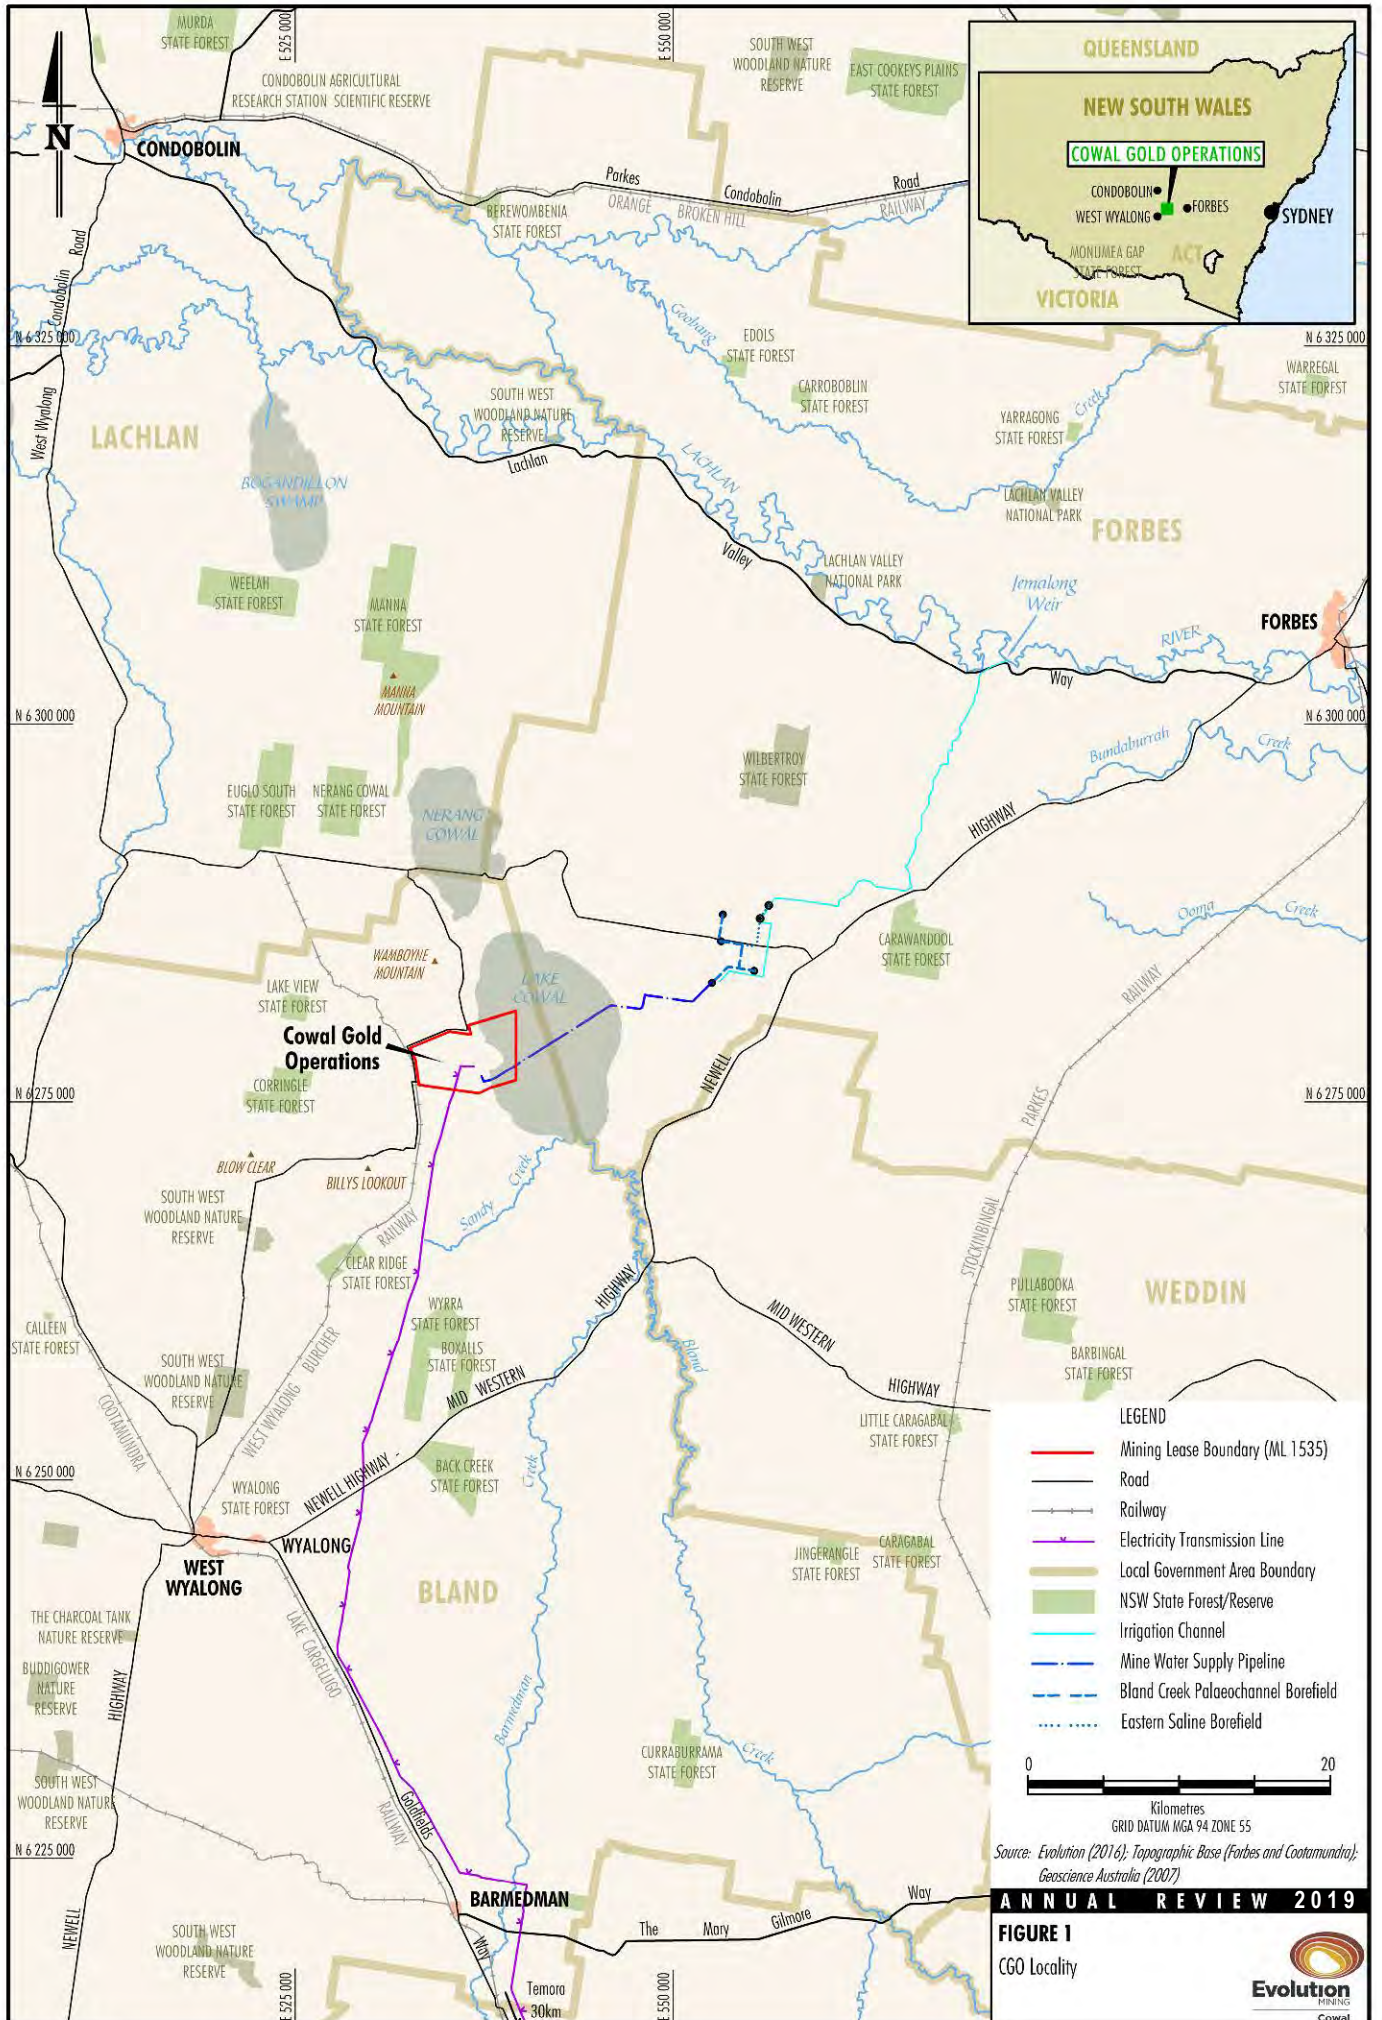 MURDA
STATE FOREST
E 525 000
E 550 000
SOUTH WEST
WOODLAND NATURE
RESERVE
EAST COOKEYS PLAINS
STATE FOREST
CONDOBOLIN AGRICULTURAL
RESEARCH STATION SCIENTIFIC RESERVE
QUEENSLAND
NEW SOUTH WALES
COWAL GOLD OPERATIONS
CONDOBOLIN
WEST WYALONG
FORBES
SYDNEY
MONUMEA GAP
STATE FOREST
ACT
VICTORIA
N
CONDOBOLIN
Parkes
Condobolin
Road
ORANGE
BROKEN HILL
RAILWAY
BEREWOMBENIA
STATE FOREST
Road
Condobolin
West Wyalong
N 6 325 000
N 6 325 000
Goobang
Creek
EDOLS
STATE FOREST
CARROBOBLIN
STATE FOREST
WARREGAL
STATE FOREST
YARRAGONG
STATE FOREST
SOUTH WEST
WOODLAND NATURE
RESERVE
LACHLAN
Lachlan
LACHLAN
BOGANDILLON
SWAMP
LACHLAN VALLEY
NATIONAL PARK
FORBES
Valley
LACHLAN VALLEY
NATIONAL PARK
WEELAH
STATE FOREST
MANNA
STATE FOREST
Jemalong
Weir
FORBES
RIVER
Way
MANNA
MOUNTAIN
N 6 300 000
N 6 300 000
Bundaburrah
Creek
WILBERTROY
STATE FOREST
EUGLO SOUTH
STATE FOREST
NERANG COWAL
STATE FOREST
NERANG
COWAL
HIGHWAY
Ooma
Creek
CARAWANDOOL
STATE FOREST
WAMBOYNE
MOUNTAIN
LAKE
COWAL
RAILWAY
LAKE VIEW
STATE FOREST
Cowal Gold
Operations
CORRINGLE
STATE FOREST
NEWELL
N 6 275 000
N 6 275 000
PARKES
BLOW CLEAR
BILLYS LOOKOUT
Sandy
Creek
SOUTH WEST
WOODLAND NATURE
RESERVE
RAILWAY
CLEAR RIDGE
STATE FOREST
STOCKINBINGAL
HIGHWAY
PULLABOOKA
STATE FOREST
WEDDIN
WYRRA
STATE FOREST
BOXALLS
STATE FOREST
MID WESTERN
Bland
CALLEEN
STATE FOREST
BARBINGAL
STATE FOREST
SOUTH WEST
WOODLAND NATURE
RESERVE
BURCHER
WEST WYALONG
COOTAMUNDRA
MID WESTERN
HIGHWAY
LITTLE CARAGABAL
STATE FOREST
N 6 250 000
WYALONG
STATE FOREST
NEWELL HIGHWAY -
BACK CREEK
STATE FOREST
Creek
WYALONG
WEST
WYALONG
JINGERANGLE
STATE FOREST
CARAGABAL
STATE FOREST
BLAND
THE CHARCOAL TANK
NATURE RESERVE
LAKE CARGELLIGO
BUDDIGOWER
NATURE
RESERVE
HIGHWAY
Barmedman
CURRABURRAMA
STATE FOREST
Creek
SOUTH WEST
WOODLAND NATURE
RESERVE
Goldfields
RAILWAY
N 6 225 000
BARMEDMAN
Way
The
Mary
Gilmore
Way
NEWELL
SOUTH WEST
WOODLAND NATURE
RESERVE
Temora
30km
E 525 000
E 550 000
LEGEND
Mining Lease Boundary (ML 1535)
Road
Railway
Electricity Transmission Line
Local Government Area Boundary
NSW State Forest/Reserve
Irrigation Channel
Mine Water Supply Pipeline
Bland Creek Palaeochannel Borefield
Eastern Saline Borefield
0
20
Kilometres
GRID DATUM MGA 94 ZONE 55
Source: Evolution (2016); Topographic Base (Forbes and Cootamundra);
Geoscience Australia (2007)
ANNUAL REVIEW 2019
FIGURE 1
CGO Locality
Evolution
MINING
Cowal